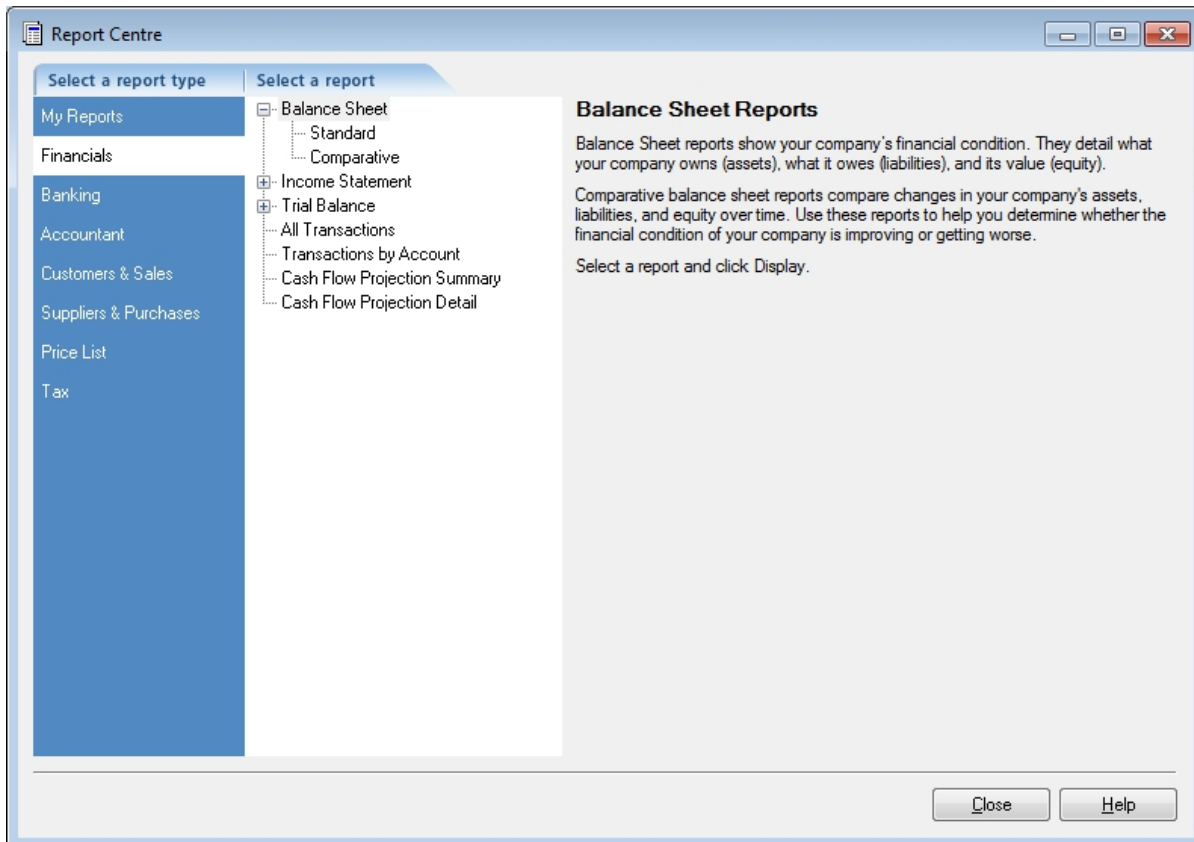 Report Centre
Select a report type
Select a report
My Reports
Financials
Banking
Accountant
Customers & Sales
Suppliers & Purchases
Price List
Tax
Balance Sheet
Standard
Comparative
Income Statement
Trial Balance
All Transactions
Transactions by Account
Cash Flow Projection Summary
Cash Flow Projection Detail
Balance Sheet Reports
Balance Sheet reports show your company's financial condition. They detail what
your company owns (assets), what it owes (liabilities), and its value (equity).
Comparative balance sheet reports compare changes in your company's assets,
liabilities, and equity over time. Use these reports to help you determine whether the
financial condition of your company is improving or getting worse.
Select a report and click Display.
Close
Help